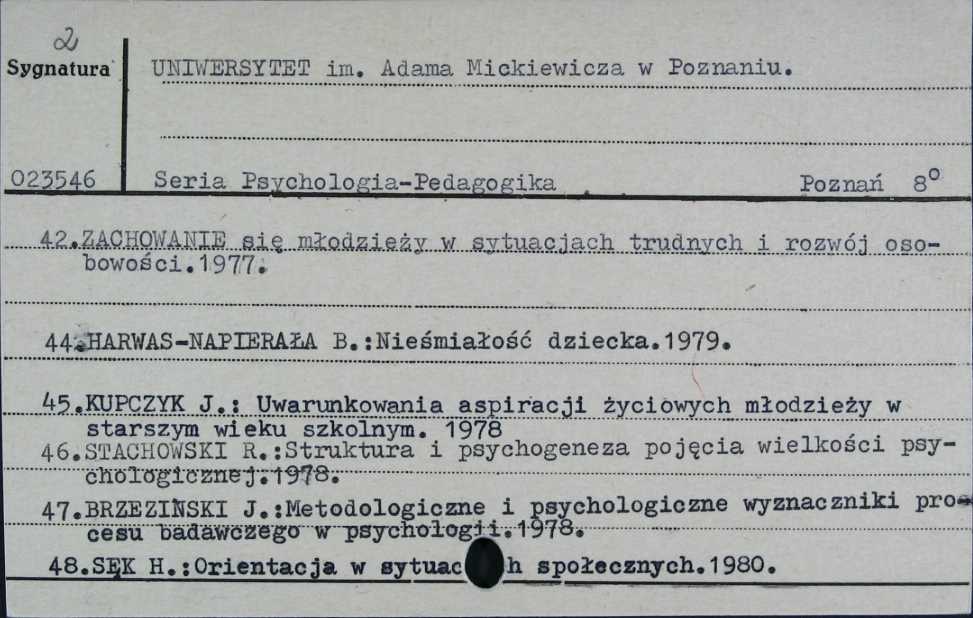 2
Sygnatura
UNIWERSYTET im. Adama Mickiewicza w Poznaniu.
023546
Seria Psychologia-Pedagogika Poznań 8°
42.ZACHOWANIE się młodzieży w sytuacjach trudnych i rozwój oso-
bowości.1977.
44.HARWAS-NAPIERAŁA B.:Nieśmiałość dziecka.1979.
45.KUPCZYK J.: Uwarunkowania aspiracji życiowych młodzieży w
starszym wieku szkolnym. 1978
46.STACHOWSKI R.:Struktura i psychogeneza pojęcia wielkości psy-
chologicznej.1978.
47.BRZEZIŃSKI J.:Metodologiczne i psychologiczne wyznaczniki pro-
cesu badawczego w psychologii.1978.
48.SĘK H.:Orientacja w sytuac h społecznych.1980.